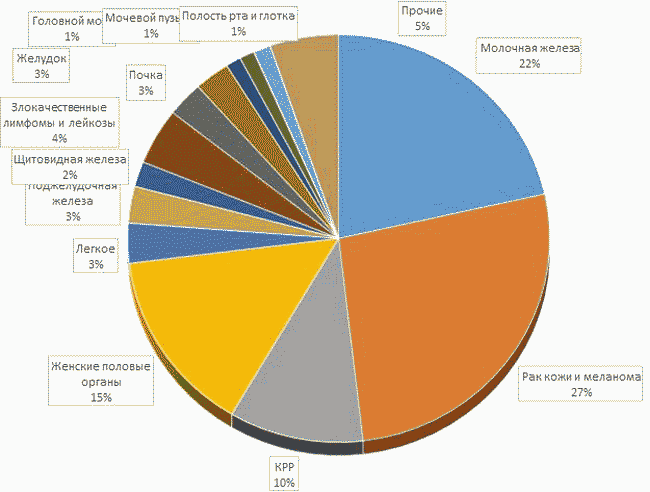 Прочие
5%
Молочная железа
22%
Рак кожи и меланома
27%
КРР
10%
Женские половые
органы
15%
Легкое
3%
Поджелудочная
железа
3%
Щитовидная железа
2%
Злокачественные
лимфомы и лейкозы
4%
Почка
3%
Желудок
3%
Головной мо
1%
Мочевой пузы
1%
Полость рта и глотка
1%